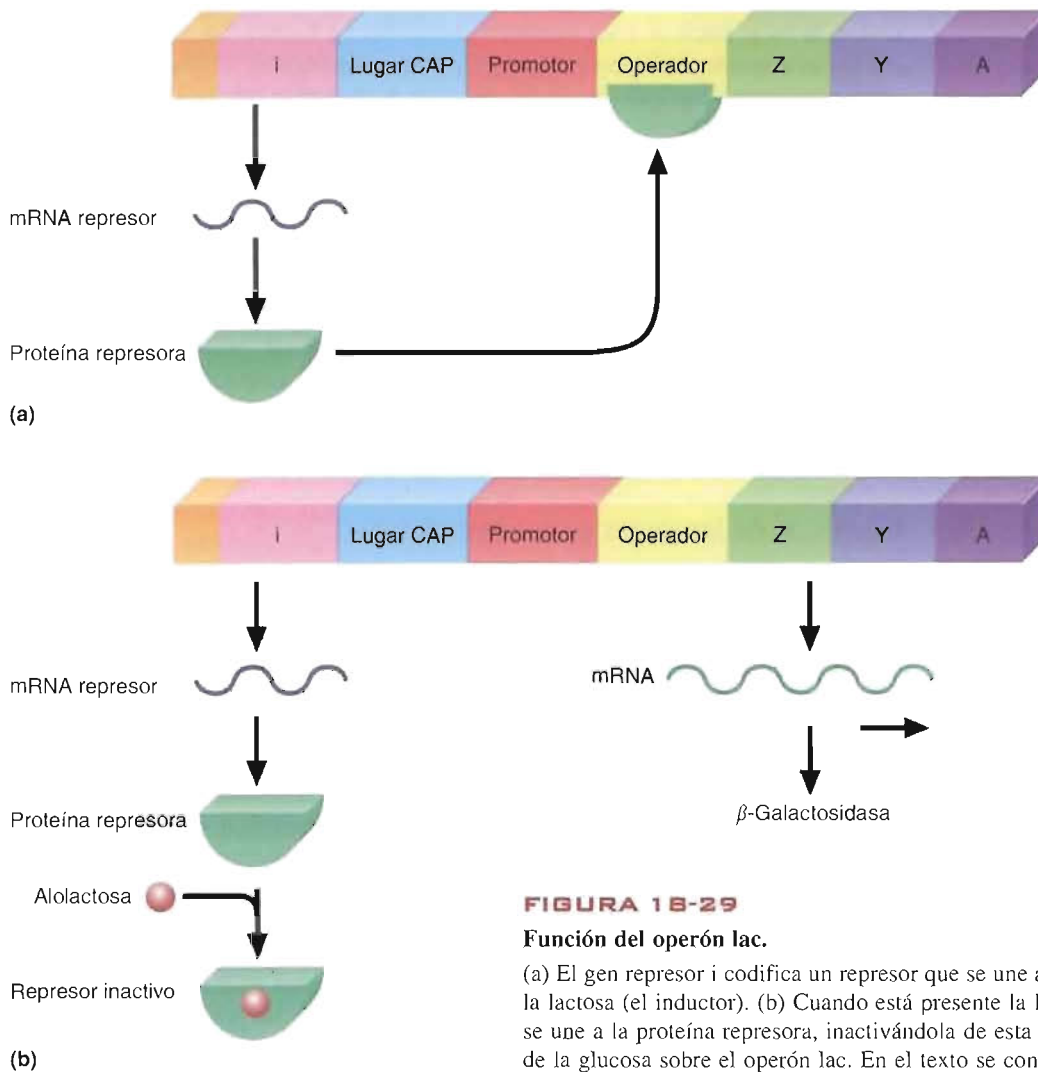 i Lugar CAP Promotor Operador Z Y A
mRNA represor
Proteína represora
(a)
i Lugar CAP Promotor Operador Z Y A
mRNA represor
mRNA
Proteína represora
β-Galactosidasa
Alolactosa
Represor inactivo
(b)
FIGURA 18-29
Función del operón lac.
(a) El gen represor i codifica un represor que se une a
la lactosa (el inductor). (b) Cuando está presente la
se une a la proteína represora, inactivándola de esta
de la glucosa sobre el operón lac. En el texto se con